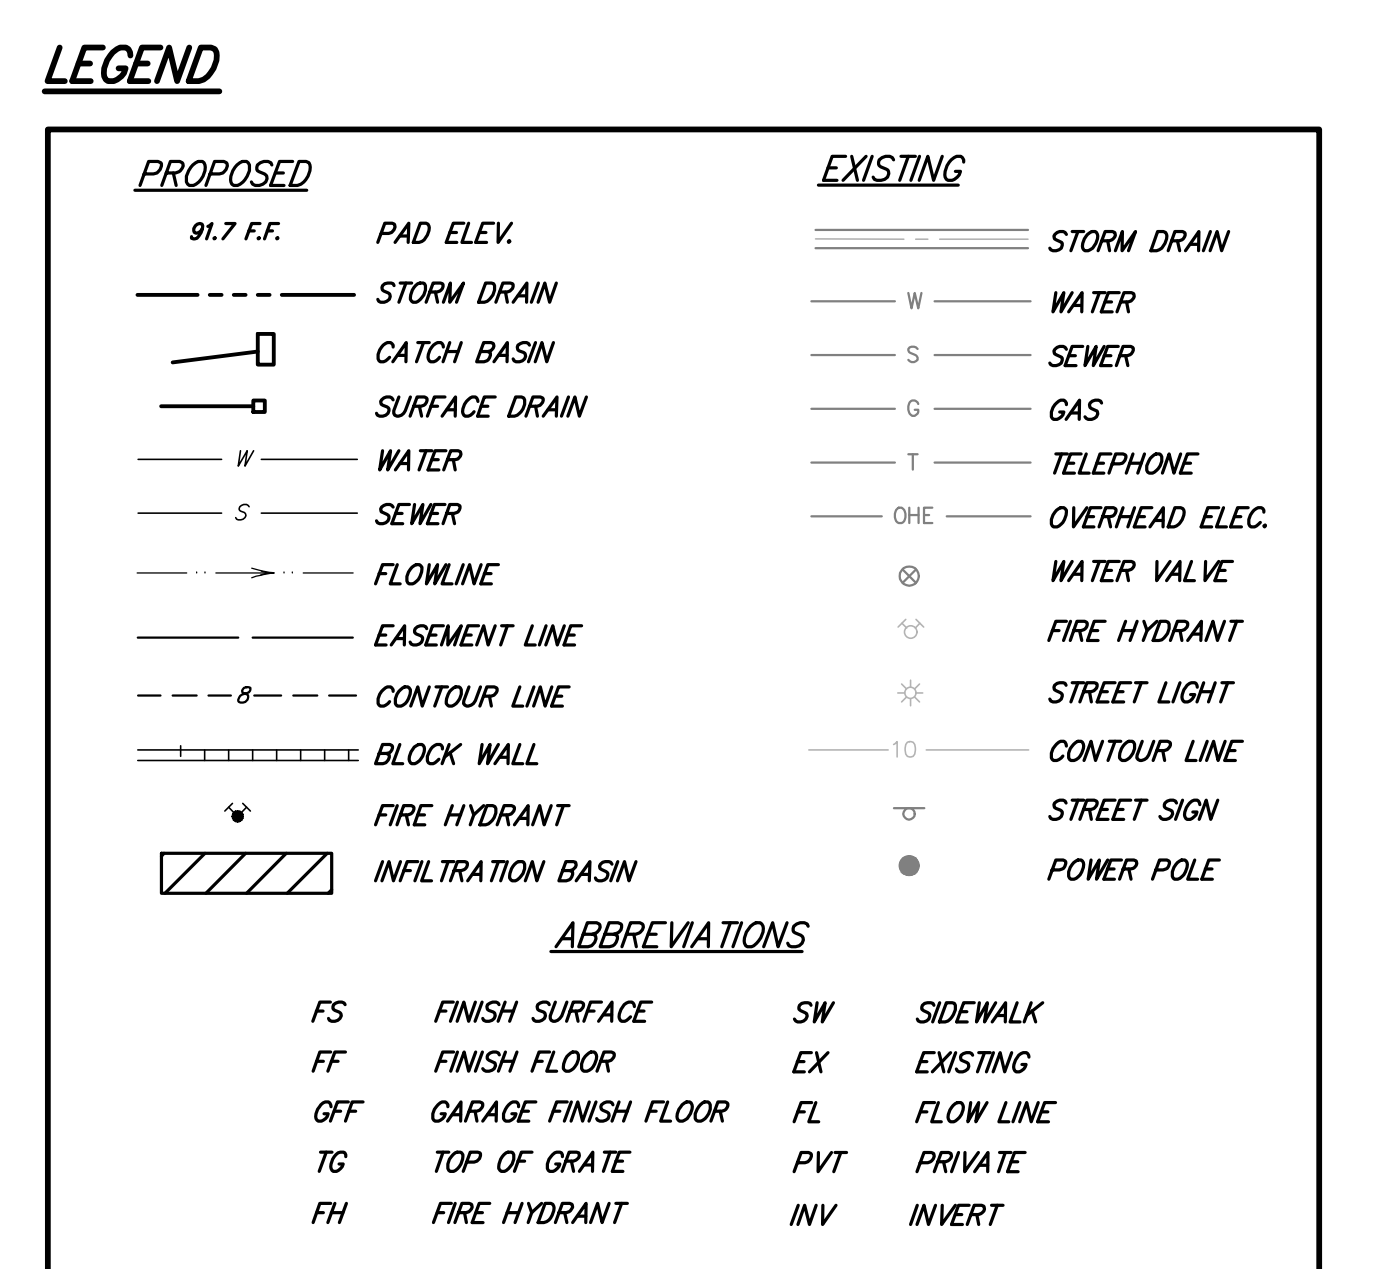 LEGEND
PROPOSED
91.7 F.F. PAD ELEV.
STORM DRAIN
CATCH BASIN
SURFACE DRAIN
W WATER
S SEWER
FLOWLINE
EASEMENT LINE
8 CONTOUR LINE
BLOCK WALL
FIRE HYDRANT
INFILTRATION BASIN
EXISTING
STORM DRAIN
W WATER
S SEWER
G GAS
T TELEPHONE
OHE OVERHEAD ELEC.
WATER VALVE
FIRE HYDRANT
STREET LIGHT
10 CONTOUR LINE
STREET SIGN
POWER POLE
ABBREVIATIONS
FS FINISH SURFACE
FF FINISH FLOOR
GFF GARAGE FINISH FLOOR
TG TOP OF GRATE
FH FIRE HYDRANT
SW SIDEWALK
EX EXISTING
FL FLOW LINE
PVT PRIVATE
INV INVERT